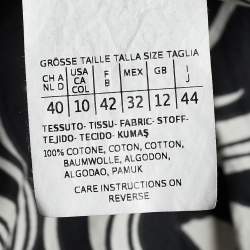 GRÖSSE TAILLE TALLA SIZE TAGLIA
CH A NL D USA CA COL F B MEX GB I J
40 10 42 32 12 44
TESSUTO- TISSU- FABRIC- STOFF-
TEJIDO- TECIDO- KUMAŞ
100% COTONE, COTON, COTTON,
BAUMWOLLE, ALGODON,
ALGODAO, PAMUK
CARE INSTRUCTIONS ON
REVERSE